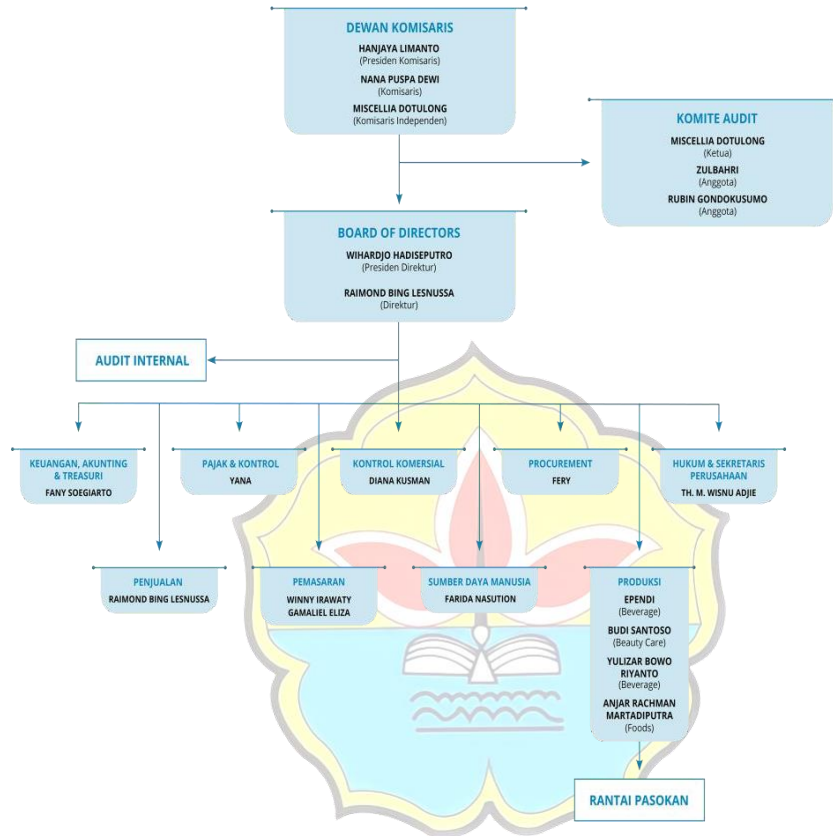 DEWAN KOMISARIS
HANJAYA LIMANTO
(Presiden Komisaris)
NANA PUSPA DEWI
(Komisaris)
MISCELLIA DOTULONG
(Komisaris Independen)
KOMITE AUDIT
MISCELLIA DOTULONG
(Ketua)
ZULBAHRI
(Anggota)
RUBIN GONDOKUSUMO
(Anggota)
BOARD OF DIRECTORS
WIHARDJO HADISEPUTRO
(Presiden Direktur)
RAIMOND BING LESNUSSA
(Direktur)
AUDIT INTERNAL
KEUANGAN, AKUNTING
& TREASURI
FANY SOEGIARTO
PAJAK & KONTROL
YANA
KONTROL KOMERSIAL
DIANA KUSMAN
PROCUREMENT
FERY
HUKUM & SEKRETARIS
PERUSAHAAN
TH. M. WISNU ADJIE
PENJUALAN
RAIMOND BING LESNUSSA
PEMASARAN
WINNY IRAWATY
GAMALIEL ELIZA
SUMBER DAYA MANUSIA
FARIDA NASUTION
PRODUKSI
EPENDI
(Beverage)
BUDI SANTOSO
(Beauty Care)
YULIZAR BOWO
RIYANTO
(Beverage)
ANJAR RACHMAN
MARTADIPUTRA
(Foods)
RANTAI PASOKAN